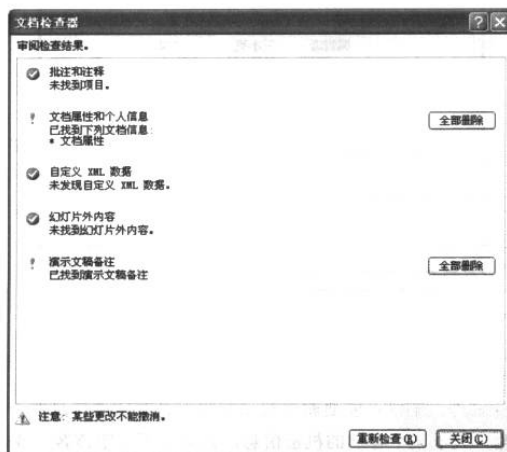 文档检查器
审阅检查结果。
批注和注释
未找到项目。
文档属性和个人信息
全部删除
已找到下列文档信息:
* 文档属性
自定义 XML 数据
未发现自定义 XML 数据。
幻灯片外内容
未找到幻灯片外内容。
演示文稿备注
全部删除
已找到演示文稿备注
注意: 某些更改不能撤消。
重新检查(R)
关闭(C)